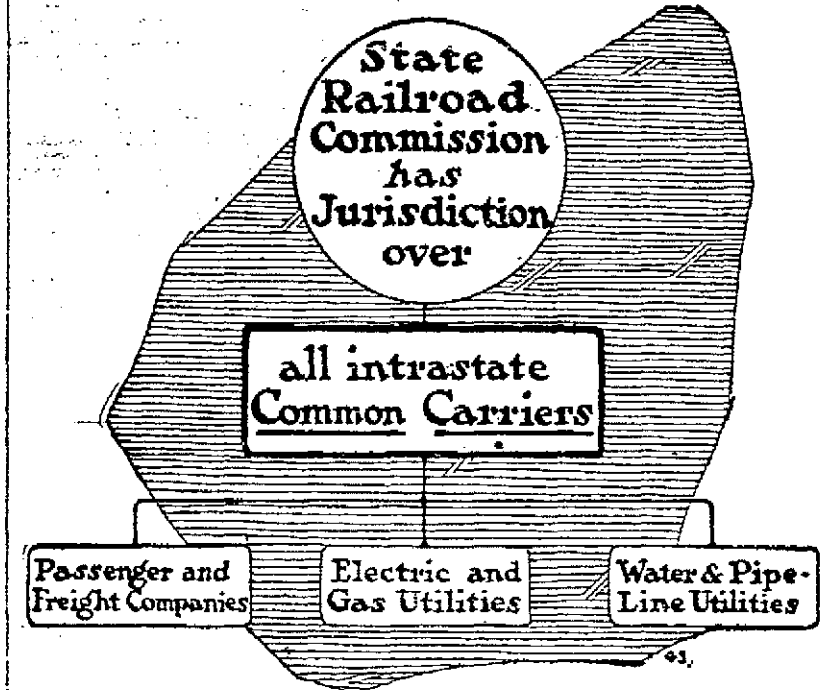 State
Railroad
Commission
has
Jurisdiction
over
all intrastate
Common Carriers
Passenger and
Freight Companies
Electric and
Gas Utilities
Water & Pipe-
Line Utilities